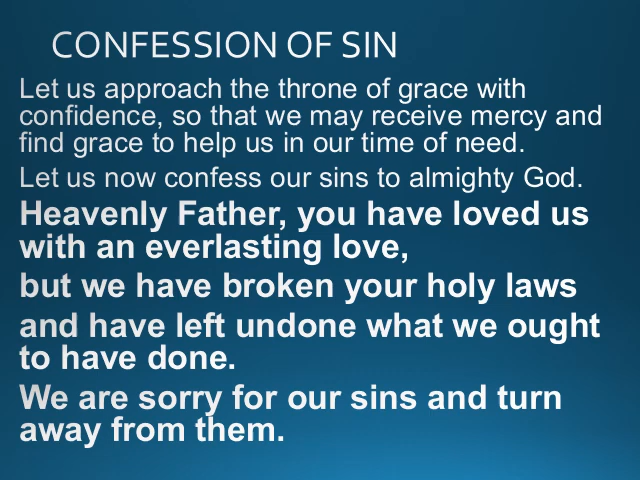 CONFESSION OF SIN
Let us approach the throne of grace with
confidence, so that we may receive mercy and
find grace to help us in our time of need.
Let us now confess our sins to almighty God.
Heavenly Father, you have loved us
with an everlasting love,
but we have broken your holy laws
and have left undone what we ought
to have done.
We are sorry for our sins and turn
away from them.